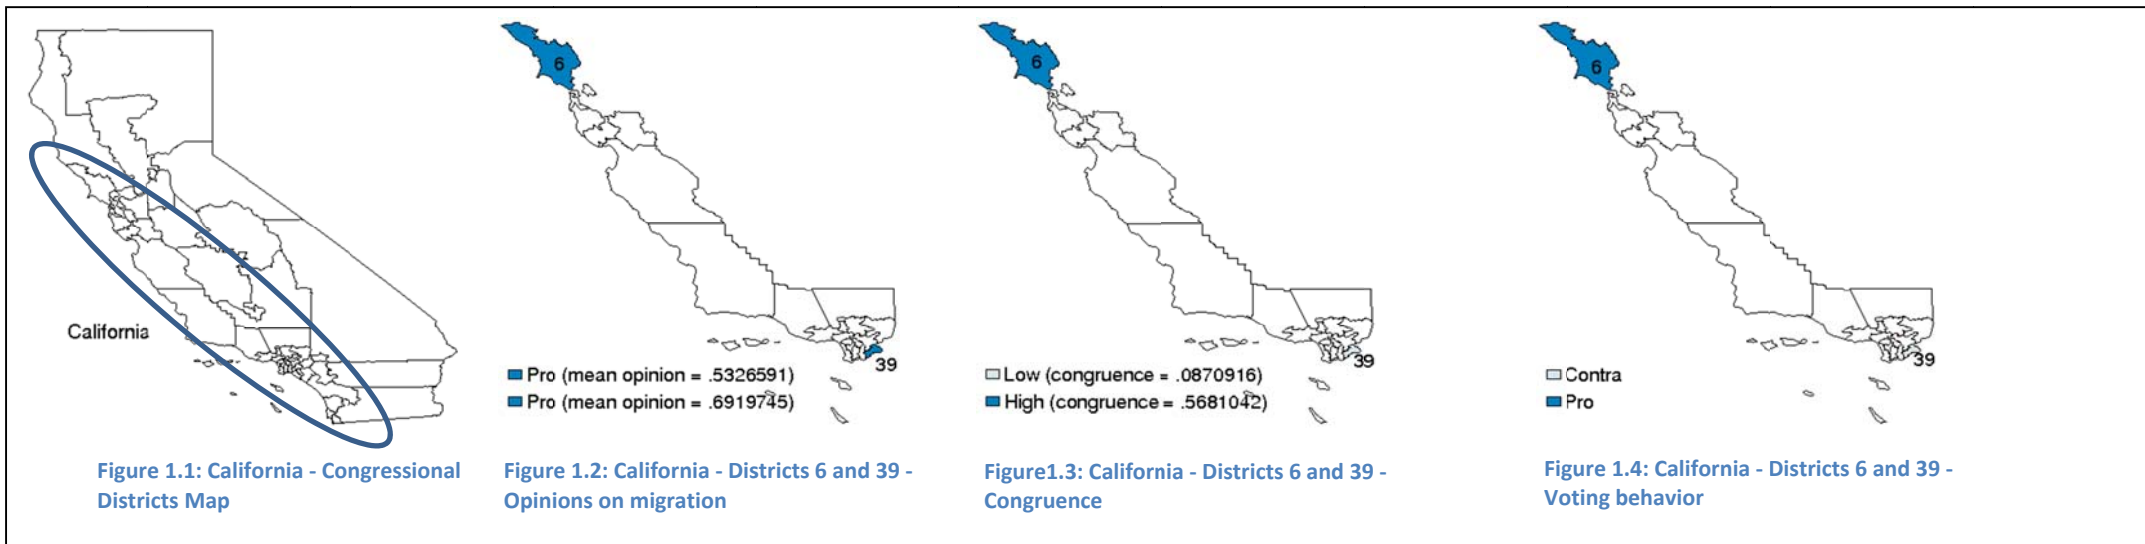 California
Figure 1.1: California - Congressional
Districts Map
6
39
Pro (mean opinion = .5326591)
Pro (mean opinion = .6919745)
Figure 1.2: California - Districts 6 and 39 -
Opinions on migration
6
39
Low (congruence = .0870916)
High (congruence = .5681042)
Figure1.3: California - Districts 6 and 39 -
Congruence
6
39
Contra
Pro
Figure 1.4: California - Districts 6 and 39 -
Voting behavior